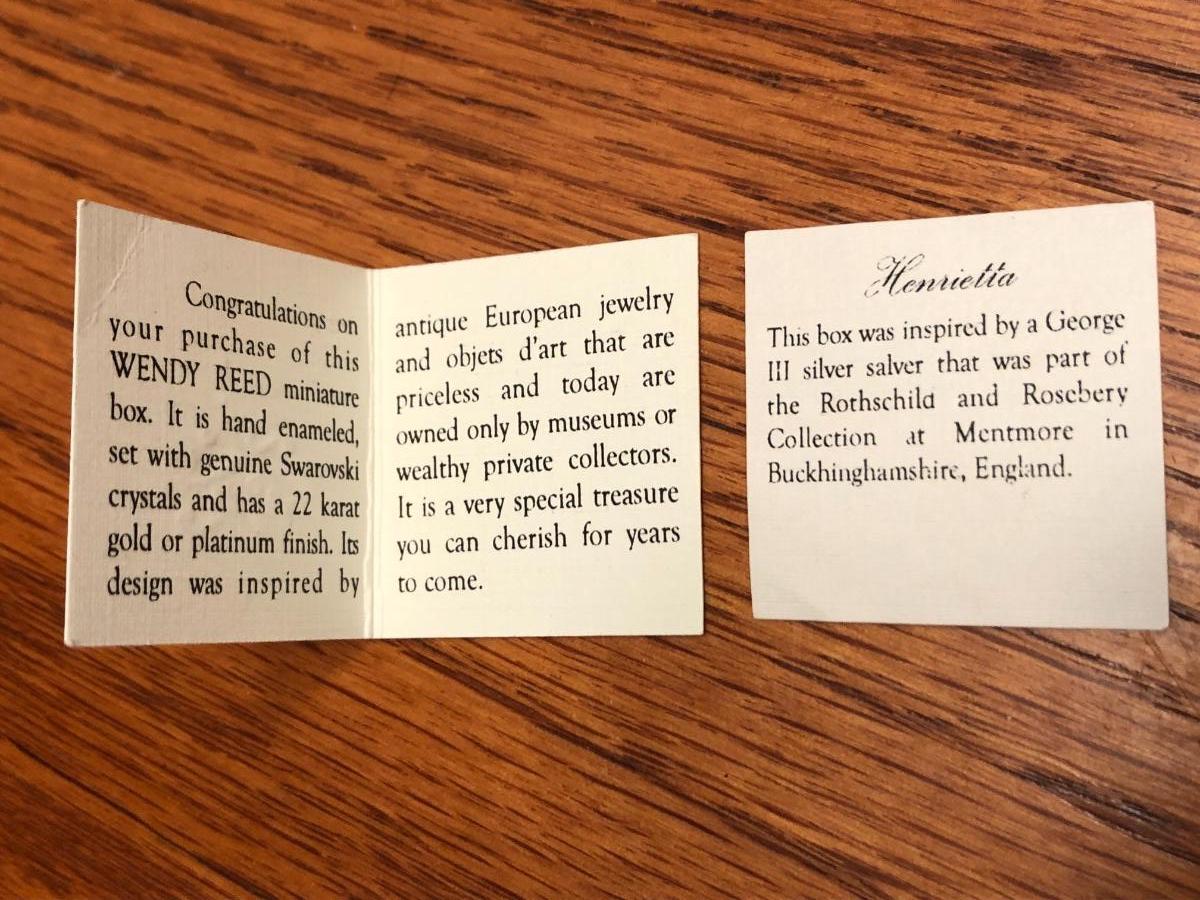 Congratulations on
your purchase of this
WENDY REED miniature
box. It is hand enameled,
set with genuine Swarovski
crystals and has a 22 karat
gold or platinum finish. Its
design was inspired by
antique European jewelry
and objets d'art that are
priceless and today are
owned only by museums or
wealthy private collectors.
It is a very special treasure
you can cherish for years
to come.
Henrietta
This box was inspired by a George
III silver salver that was part of
the Rothschild and Rosebery
Collection at Mentmore in
Buckhinghamshire, England.